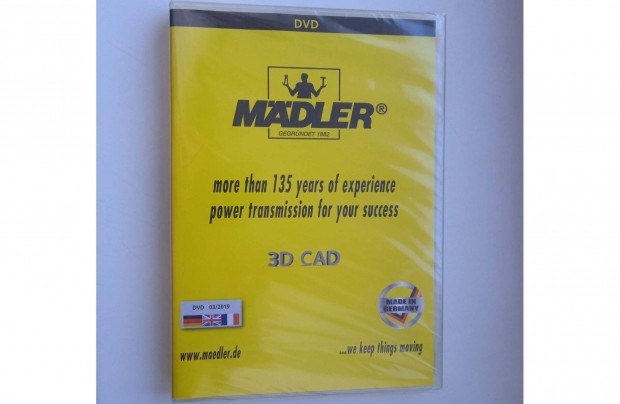 DVD
MÄDLER®
GEGRÜNDET 1882
more than 135 years of experience
power transmission for your success
3D CAD
DVD 03/2019
MADE IN
GERMANY
www.maedler.de
...we keep things moving